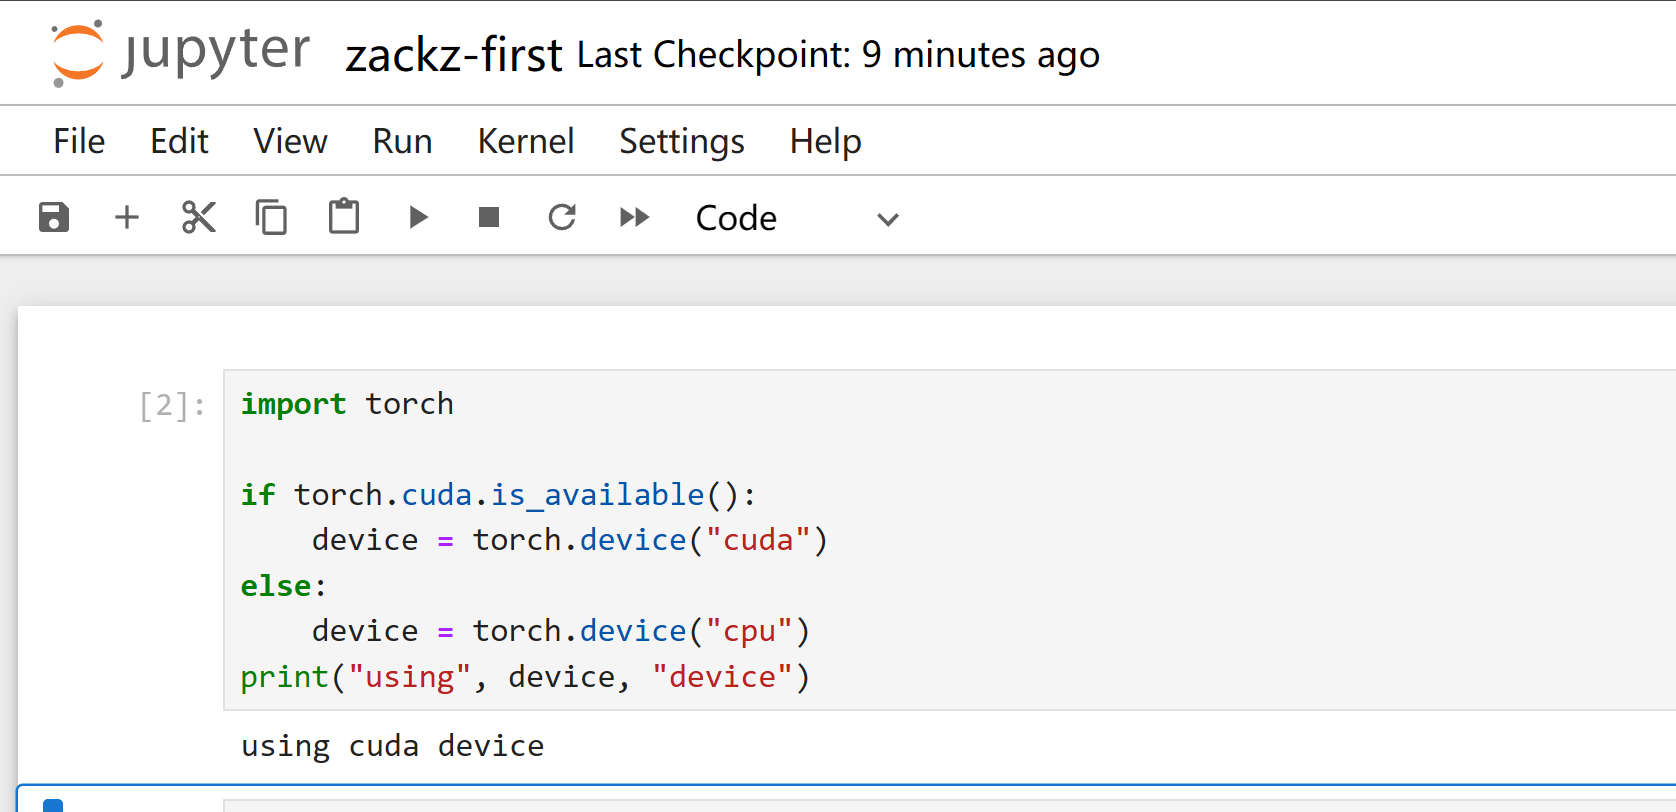 jupyter zackz-first Last Checkpoint: 9 minutes ago
File Edit View Run Kernel Settings Help
Code
[2]: import torch
if torch.cuda.is_available():
    device = torch.device("cuda")
else:
    device = torch.device("cpu")
print("using", device, "device")
using cuda device